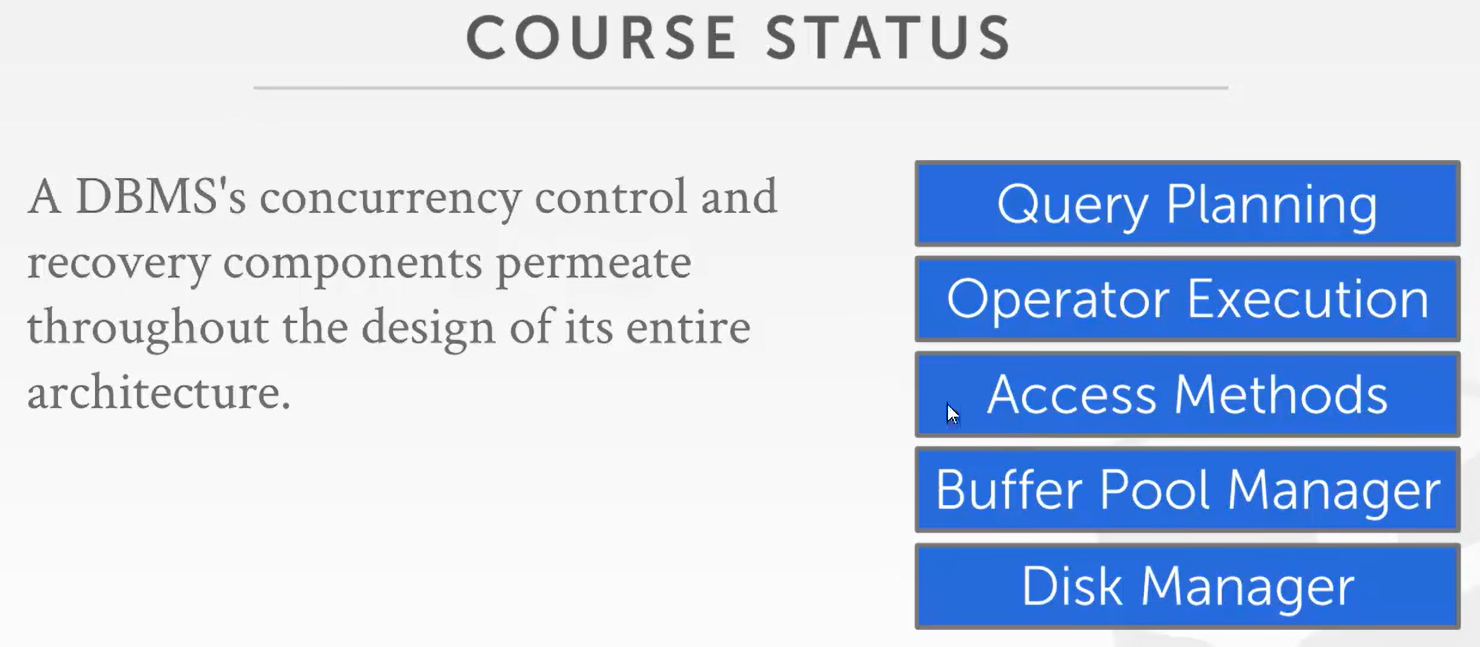 COURSE STATUS
A DBMS's concurrency control and
recovery components permeate
throughout the design of its entire
architecture.
Query Planning
Operator Execution
Access Methods
Buffer Pool Manager
Disk Manager